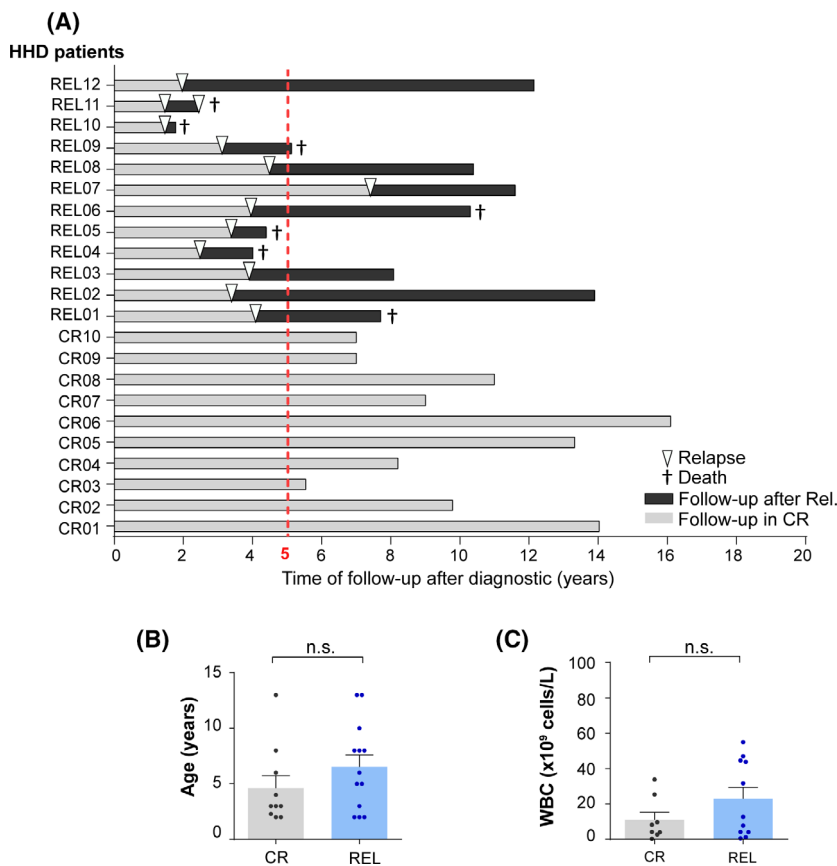 (A)
HHD patients
REL12
REL11
REL10
REL09
REL08
REL07
REL06
REL05
REL04
REL03
REL02
REL01
CR10
CR09
CR08
CR07
CR06
CR05
CR04
CR03
CR02
CR01
Relapse
† Death
Follow-up after Rel.
Follow-up in CR
0 2 4 5 6 8 10 12 14 16 18 20
Time of follow-up after diagnostic (years)
(B)
n.s.
Age (years)
15
10
5
0
CR REL
(C)
n.s.
WBC (x10⁹ cells/L)
100
80
60
40
20
0
CR REL